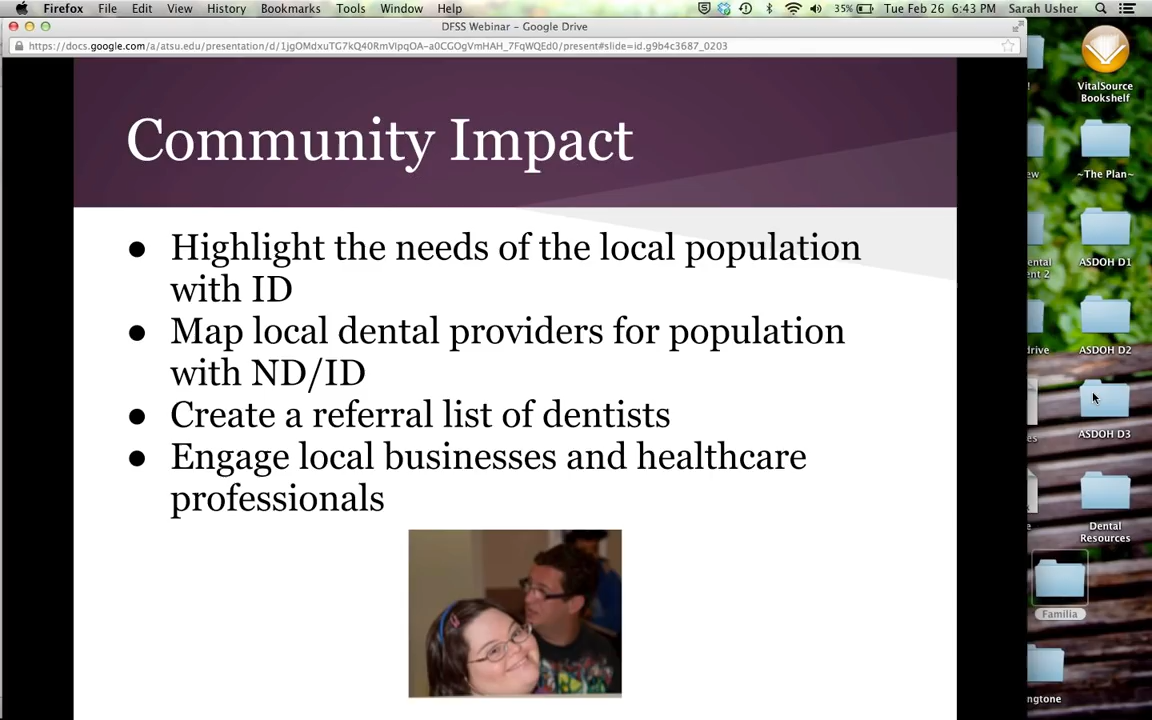 Firefox File Edit View History Bookmarks Tools Window Help 35% Tue Feb 26 6:43 PM Sarah Usher
DFSS Webinar – Google Drive
https://docs.google.com/a/atsu.edu/presentation/d/1jgOMdxuTG7kQ40RmVIpqOA-a0CGOgVmHAH_7FqWQEd0/present#slide=id.g9b4c3687_0203
Community Impact
● Highlight the needs of the local population
with ID
● Map local dental providers for population
with ND/ID
● Create a referral list of dentists
● Engage local businesses and healthcare
professionals
VitalSource
Bookshelf
~The Plan~
ASDOH D1
ASDOH D2
ASDOH D3
Dental
Resources
Familia